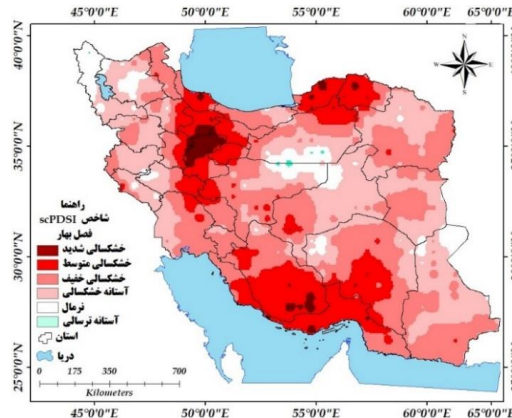 45°0'0"E 50°0'0"E 55°0'0"E 60°0'0"E 65°0'0"E
40°0'0"N
35°0'0"N
30°0'0"N
25°0'0"N
N
W E
S
راهنما
شاخص scPDSI
فصل بهار
خشکسالی شدید
خشکسالی متوسط
خشکسالی خفیف
آستانه خشکسالی
نرمال
آستانه ترسالی
استان
دریا
0 175 350 700
Kilometers
45°0'0"E 50°0'0"E 55°0'0"E 60°0'0"E 65°0'0"E